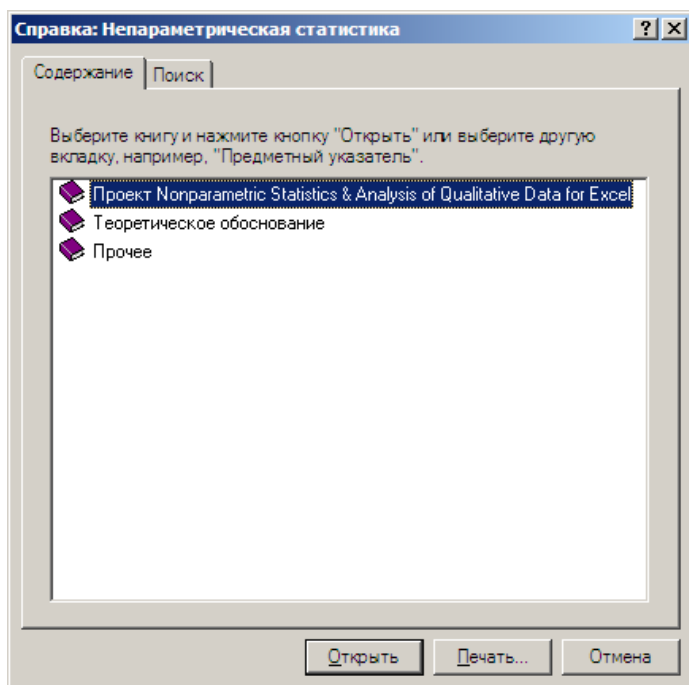 Справка: Непараметрическая статистика
Содержание
Поиск
Выберите книгу и нажмите кнопку "Открыть" или выберите другую
вкладку, например, "Предметный указатель".
Проект Nonparametric Statistics & Analysis of Qualitative Data for Excel
Теоретическое обоснование
Прочее
Открыть
Печать...
Отмена